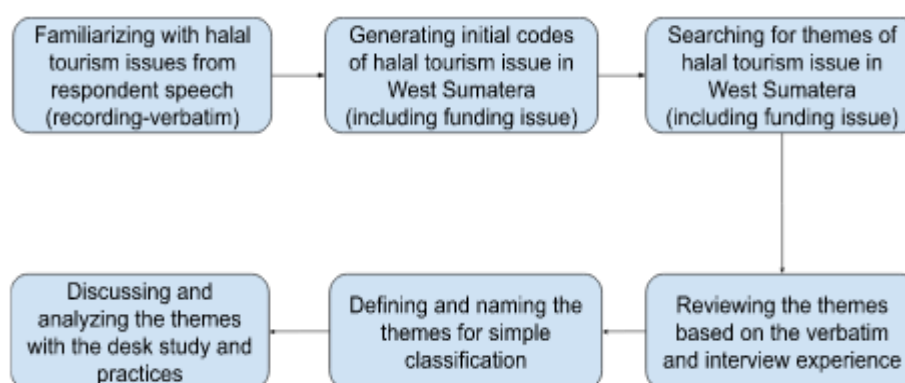 Familiarizing with halal
tourism issues from
respondent speech
(recording-verbatim)
Generating initial codes
of halal tourism issue in
West Sumatera
(including funding issue)
Searching for themes of
halal tourism issue in
West Sumatera
(including funding issue)
Reviewing the themes
based on the verbatim
and interview experience
Defining and naming the
themes for simple
classification
Discussing and
analyzing the themes
with the desk study and
practices